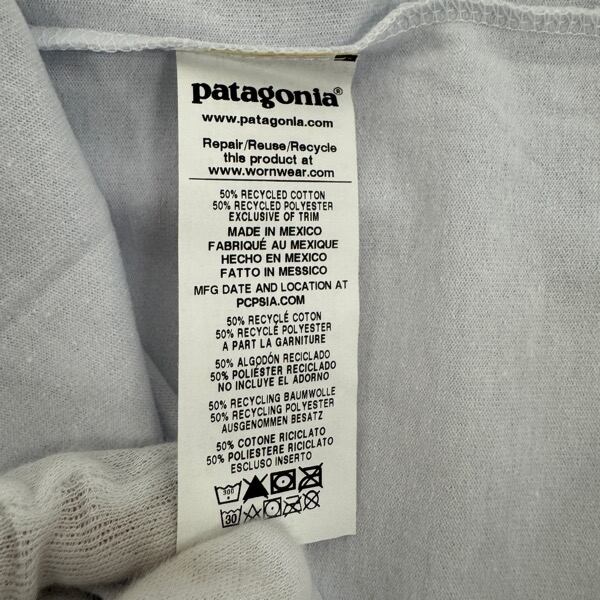 patagonia®
www.patagonia.com
Repair/Reuse/Recycle
this product at
www.wornwear.com
50% RECYCLED COTTON
50% RECYCLED POLYESTER
EXCLUSIVE OF TRIM
MADE IN MEXICO
FABRIQUÉ AU MEXIQUE
HECHO EN MEXICO
FATTO IN MESSICO
MFG DATE AND LOCATION AT
PCPSIA.COM
50% RECYCLÉ COTON
50% RECYCLÉ POLYESTER
A PART LA GARNITURE
50% ALGODÓN RECICLADO
50% POLIÉSTER RECICLADO
NO INCLUYE EL ADORNO
50% RECYCLING BAUMWOLLE
50% RECYCLING POLYESTER
AUSGENOMMEN BESATZ
50% COTONE RICICLATO
50% POLIESTERE RICICLATO
ESCLUSO INSERTO
30